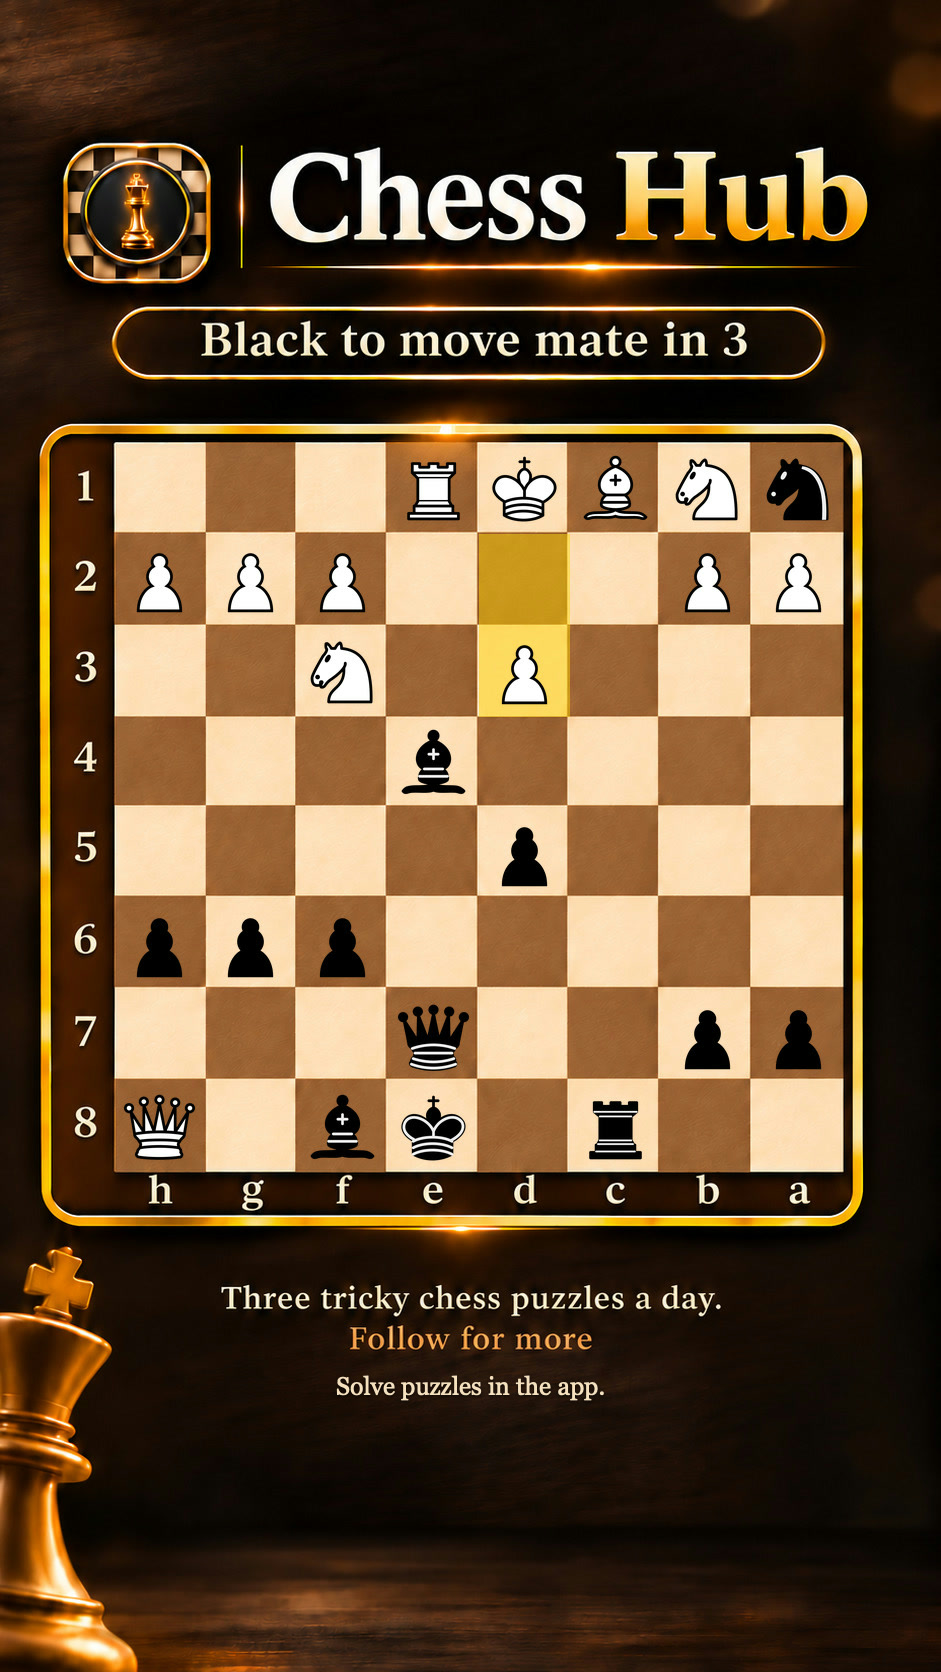 Chess Hub
Black to move mate in 3
1
2
3
4
5
6
7
8
h g f e d c b a
Three tricky chess puzzles a day.
Follow for more
Solve puzzles in the app.